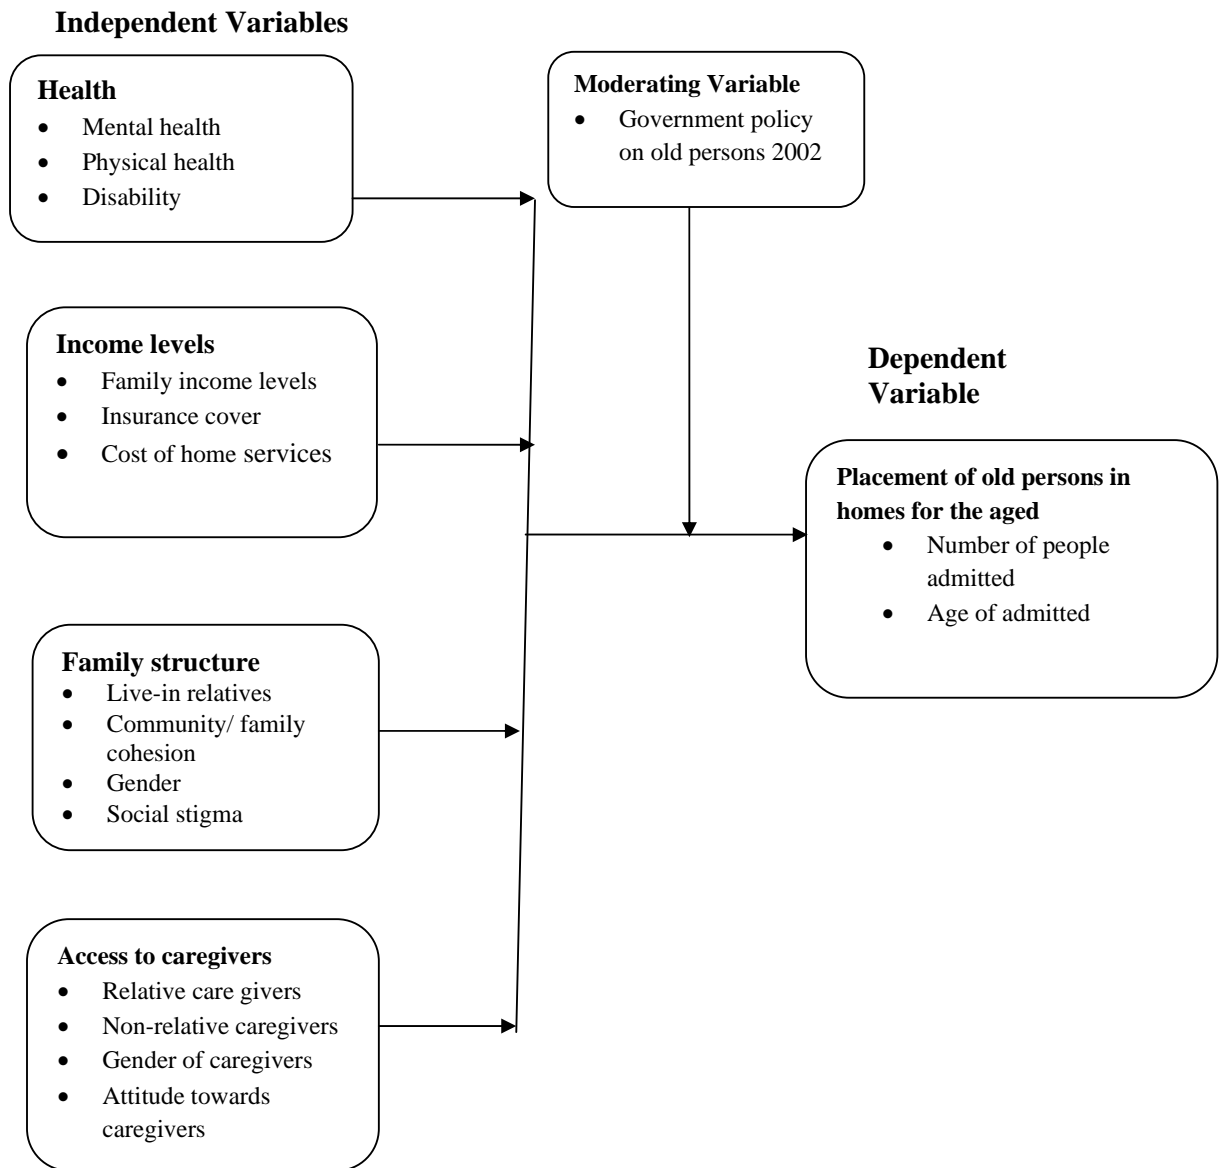 Independent Variables
Health
• Mental health
• Physical health
• Disability
Moderating Variable
• Government policy
on old persons 2002
Income levels
• Family income levels
• Insurance cover
• Cost of home services
Dependent
Variable
Placement of old persons in
homes for the aged
• Number of people
admitted
• Age of admitted
Family structure
• Live-in relatives
• Community/ family
cohesion
• Gender
• Social stigma
Access to caregivers
• Relative care givers
• Non-relative caregivers
• Gender of caregivers
• Attitude towards
caregivers